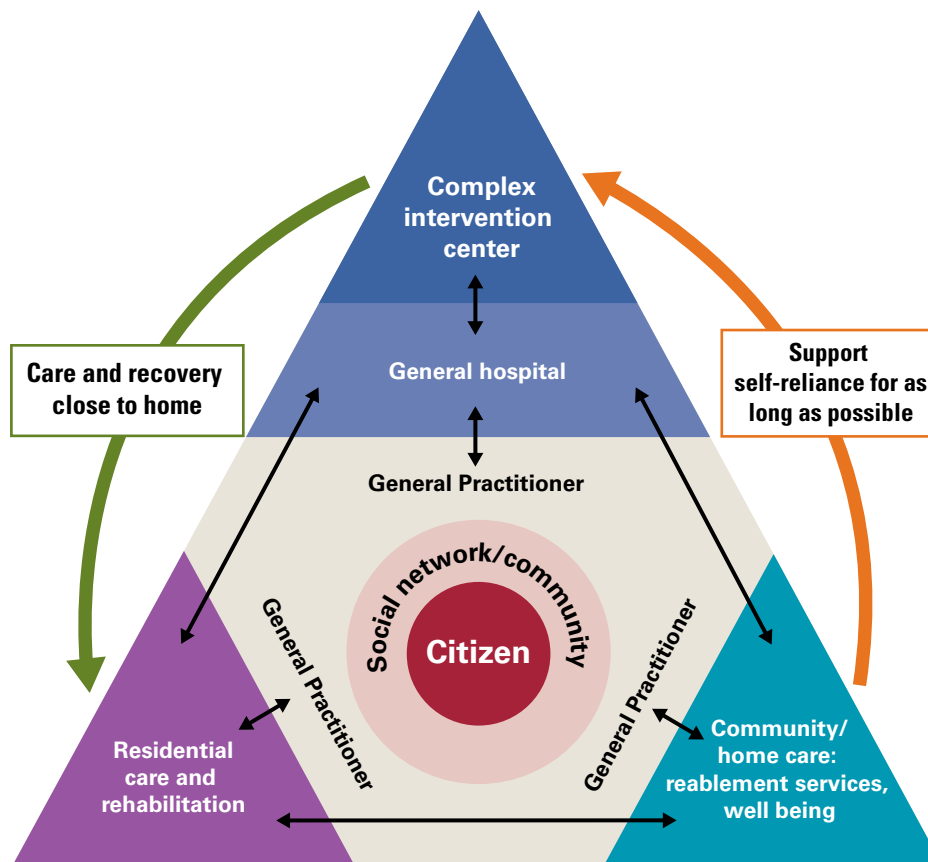 Complex
intervention
center
General hospital
Care and recovery
close to home
Support
self-reliance for as
long as possible
General Practitioner
Social network/community
Citizen
General Practitioner
General Practitioner
Residential
care and
rehabilitation
Community/
home care:
reablement services,
well being